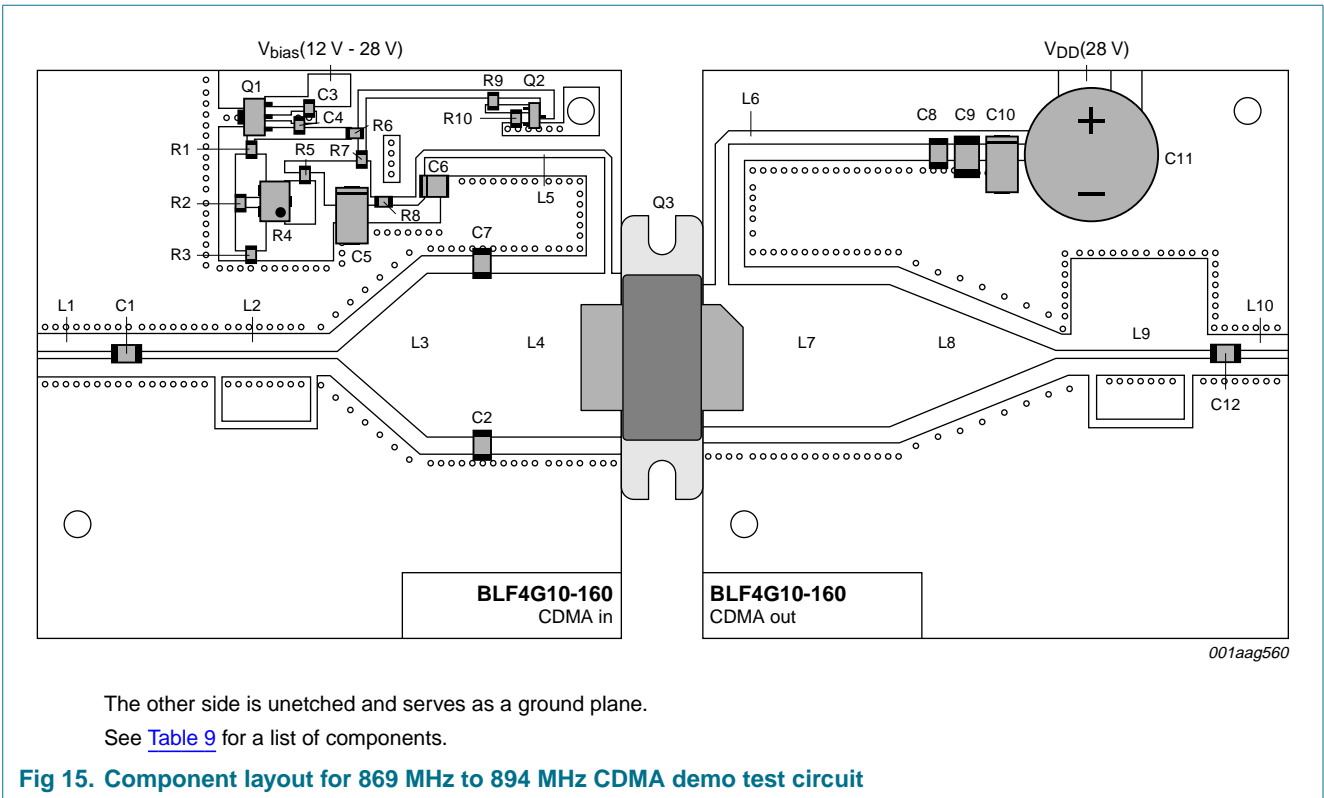 Vbias(12 V - 28 V)
VDD(28 V)
Q1
C3
C4
R9
Q2
R10
R6
R1
R5
R7
C6
R2
R4
R8
L5
R3
C5
C7
Q3
L6
C8
C9
C10
C11
L1
C1
L2
L3
L4
L7
L8
L9
L10
C2
C12
BLF4G10-160
CDMA in
BLF4G10-160
CDMA out
001aag560
The other side is unetched and serves as a ground plane.
See Table 9 for a list of components.
Fig 15. Component layout for 869 MHz to 894 MHz CDMA demo test circuit